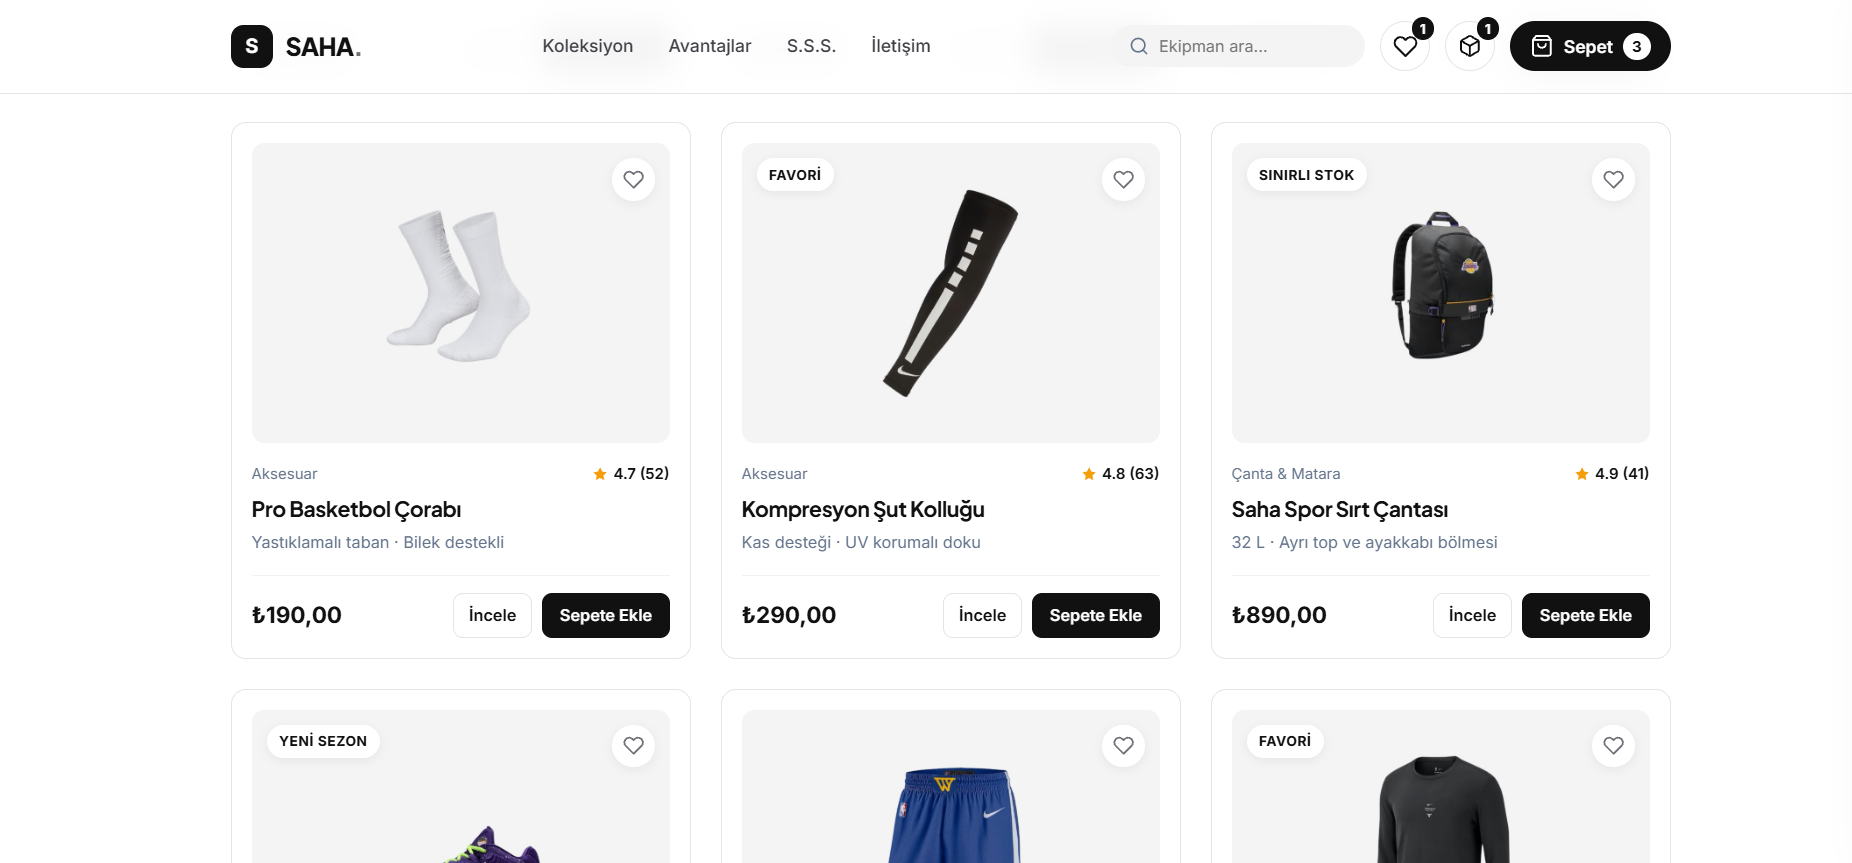 S SAHA. Koleksiyon Avantajlar S.S.S. İletişim Ekipman ara... 1 1 Sepet 3
FAVORİ
SINIRLI STOK
Aksesuar 4.7 (52)
Pro Basketbol Çorabı
Yastıklamalı taban · Bilek destekli
₺190,00 İncele Sepete Ekle
Aksesuar 4.8 (63)
Kompresyon Şut Kolluğu
Kas desteği · UV korumalı doku
₺290,00 İncele Sepete Ekle
Çanta & Matara 4.9 (41)
Saha Spor Sırt Çantası
32 L · Ayrı top ve ayakkabı bölmesi
₺890,00 İncele Sepete Ekle
YENİ SEZON
FAVORİ